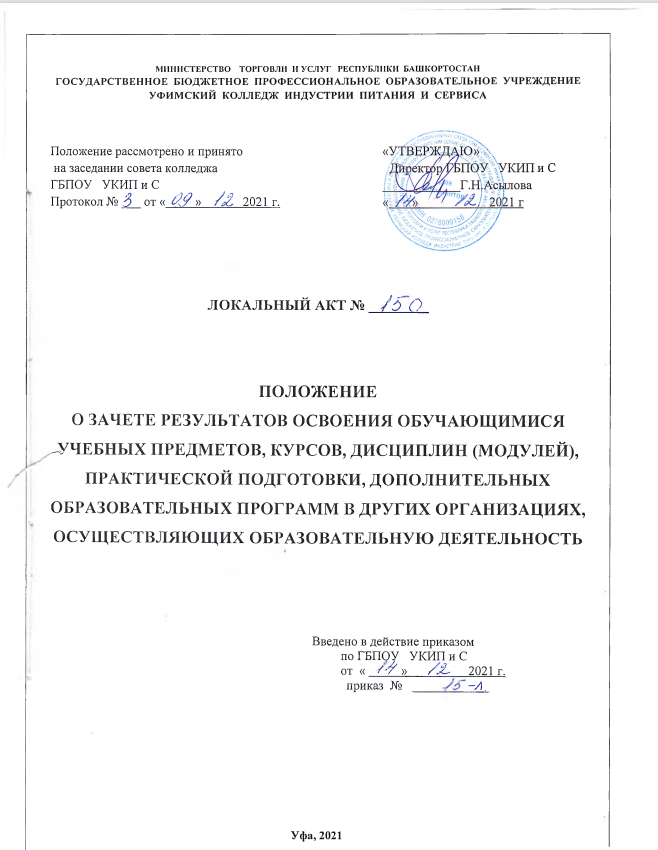 МИНИСТЕРСТВО ТОРГОВЛИ И УСЛУГ РЕСПУБЛИКИ БАШКОРТОСТАН
ГОСУДАРСТВЕННОЕ БЮДЖЕТНОЕ ПРОФЕССИОНАЛЬНОЕ ОБРАЗОВАТЕЛЬНОЕ УЧРЕЖДЕНИЕ
УФИМСКИЙ КОЛЛЕДЖ ИНДУСТРИИ ПИТАНИЯ И СЕРВИСА
Положение рассмотрено и принято
на заседании совета колледжа
ГБПОУ УКИП и С
Протокол № 3 от « 09 » 12 2021 г.
«УТВЕРЖДАЮ»
Директор ГБПОУ УКИП и С
Г.Н.Асылова
« 14 » 12 2021 г
ЛОКАЛЬНЫЙ АКТ № 150
ПОЛОЖЕНИЕ
О ЗАЧЕТЕ РЕЗУЛЬТАТОВ ОСВОЕНИЯ ОБУЧАЮЩИМИСЯ
УЧЕБНЫХ ПРЕДМЕТОВ, КУРСОВ, ДИСЦИПЛИН (МОДУЛЕЙ),
ПРАКТИЧЕСКОЙ ПОДГОТОВКИ, ДОПОЛНИТЕЛЬНЫХ
ОБРАЗОВАТЕЛЬНЫХ ПРОГРАММ В ДРУГИХ ОРГАНИЗАЦИЯХ,
ОСУЩЕСТВЛЯЮЩИХ ОБРАЗОВАТЕЛЬНУЮ ДЕЯТЕЛЬНОСТЬ
Введено в действие приказом
по ГБПОУ УКИП и С
от « 14 » 12 2021 г.
приказ № 15-л
Уфа, 2021